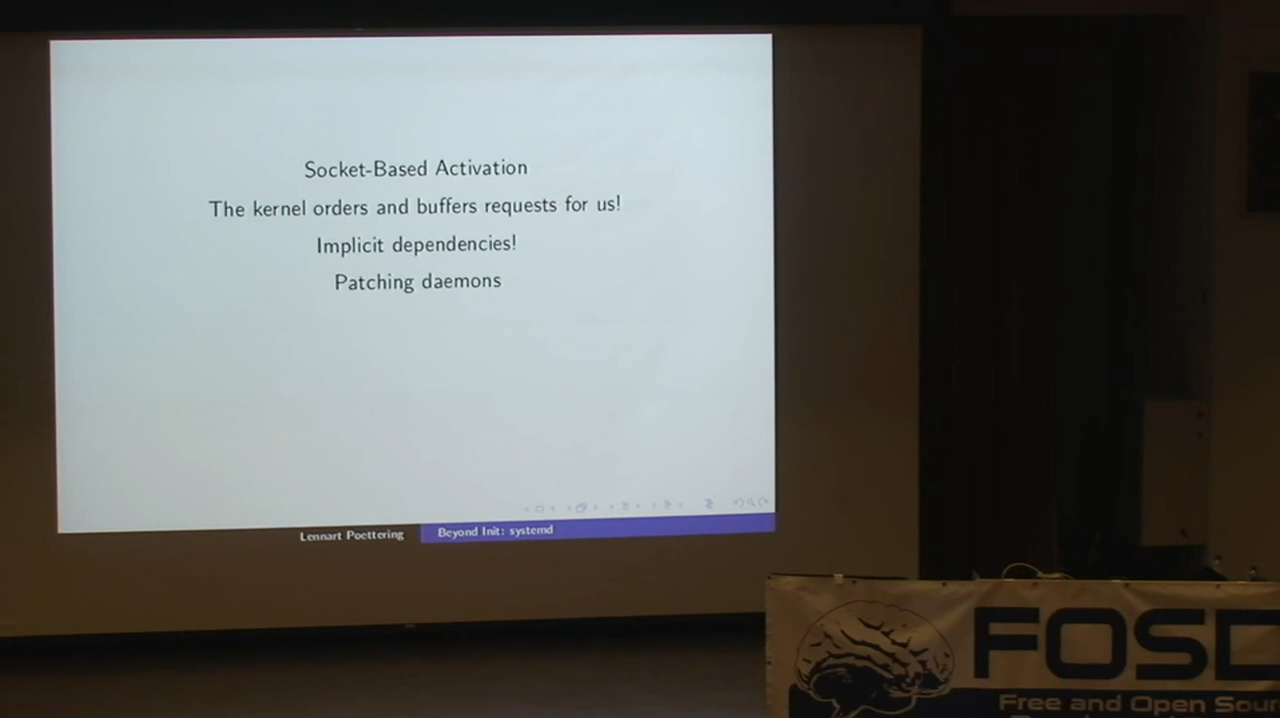 Socket-Based Activation
The kernel orders and buffers requests for us!
Implicit dependencies!
Patching daemons
Lennart Poettering
Beyond Init: systemd
FOSD
Free and Open Sour